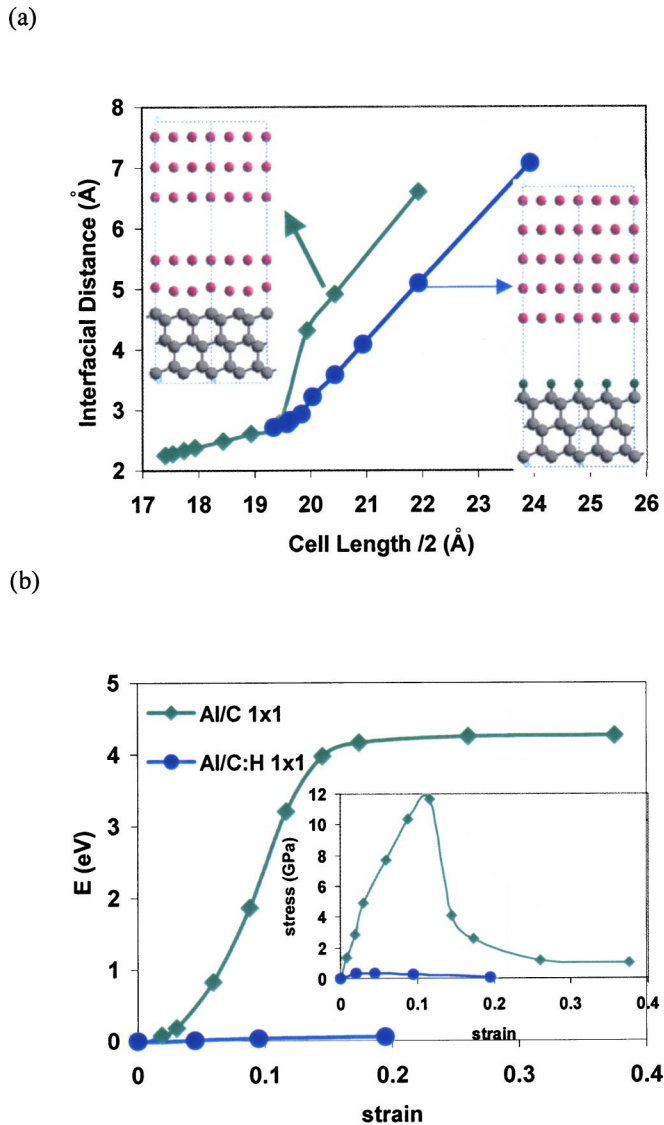 (a)
8
7
6
5
4
3
2
Interfacial Distance (Å)
17 18 19 20 21 22 23 24 25 26
Cell Length /2 (Å)
(b)
5
4
3
2
1
0
E (eV)
Al/C 1x1
Al/C:H 1x1
12
10
8
6
4
2
0
stress (GPa)
0 0.1 0.2 0.3 0.4
strain
0 0.1 0.2 0.3 0.4
strain